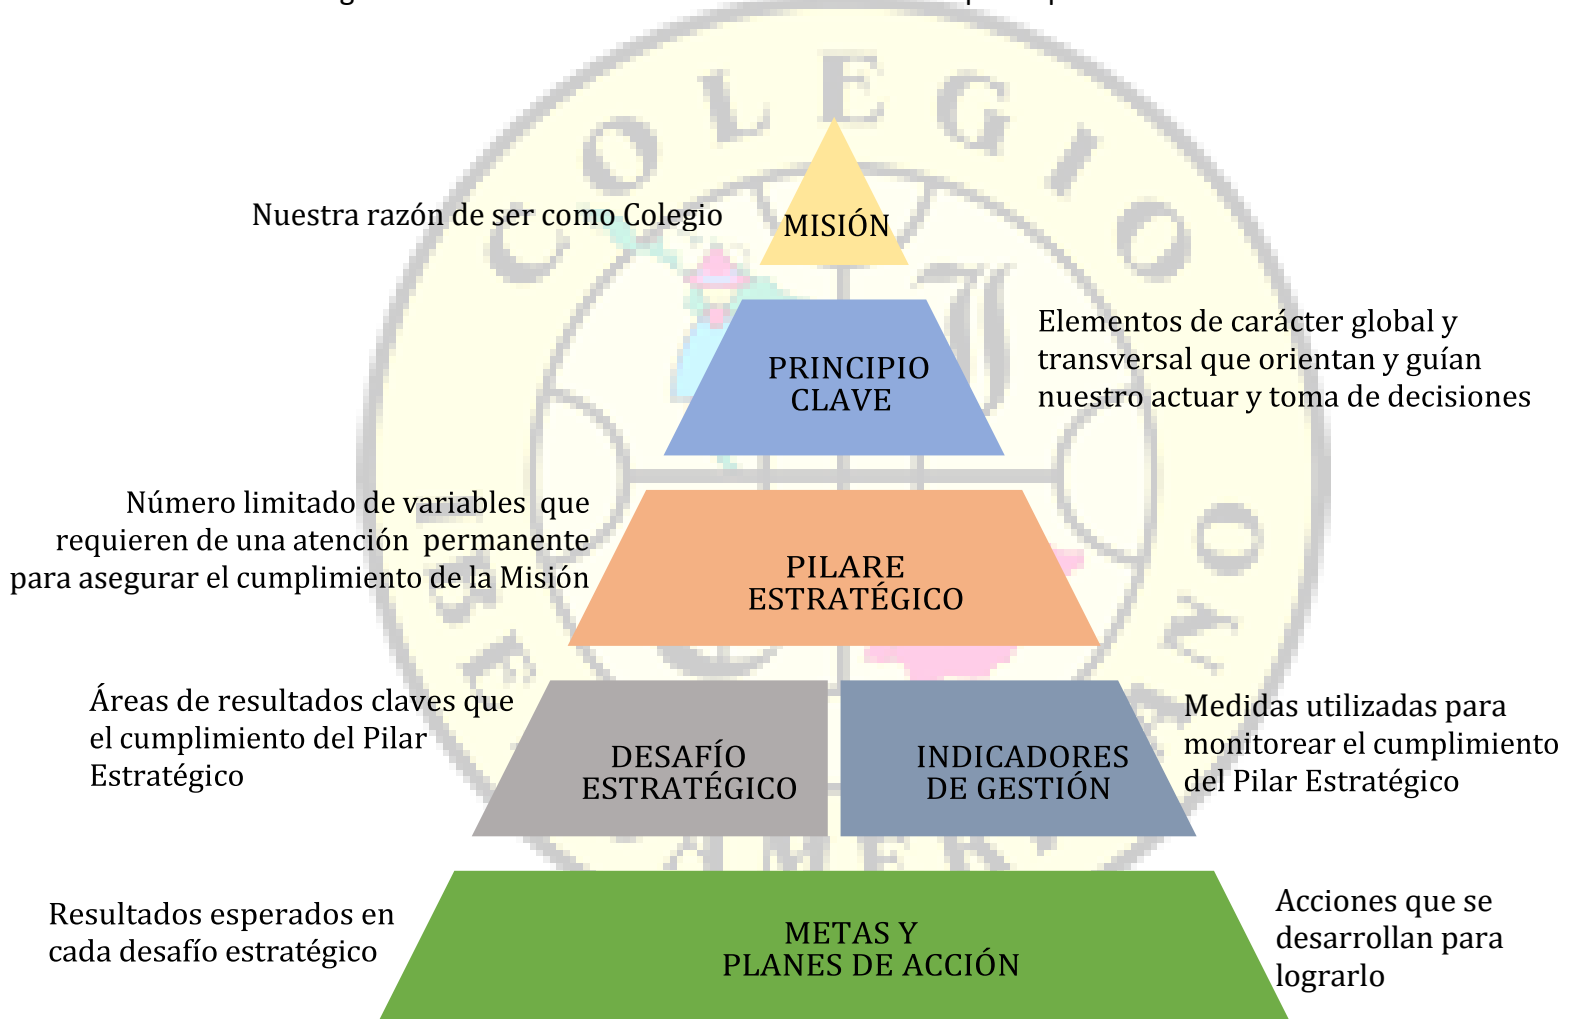 COLEGIO
Nuestra razón de ser como Colegio
MISIÓN
PRINCIPIO
CLAVE
Elementos de carácter global y
transversal que orientan y guían
nuestro actuar y toma de decisiones
Número limitado de variables  que
requieren de una atención  permanente
para asegurar el cumplimiento de la Misión
PILARE
ESTRATÉGICO
Áreas de resultados claves que
el cumplimiento del Pilar
Estratégico
DESAFÍO
ESTRATÉGICO
INDICADORES
DE GESTIÓN
Medidas utilizadas para
monitorear el cumplimiento
del Pilar Estratégico
Resultados esperados en
cada desafío estratégico
METAS Y
PLANES DE ACCIÓN
Acciones que se
desarrollan para
lograrlo